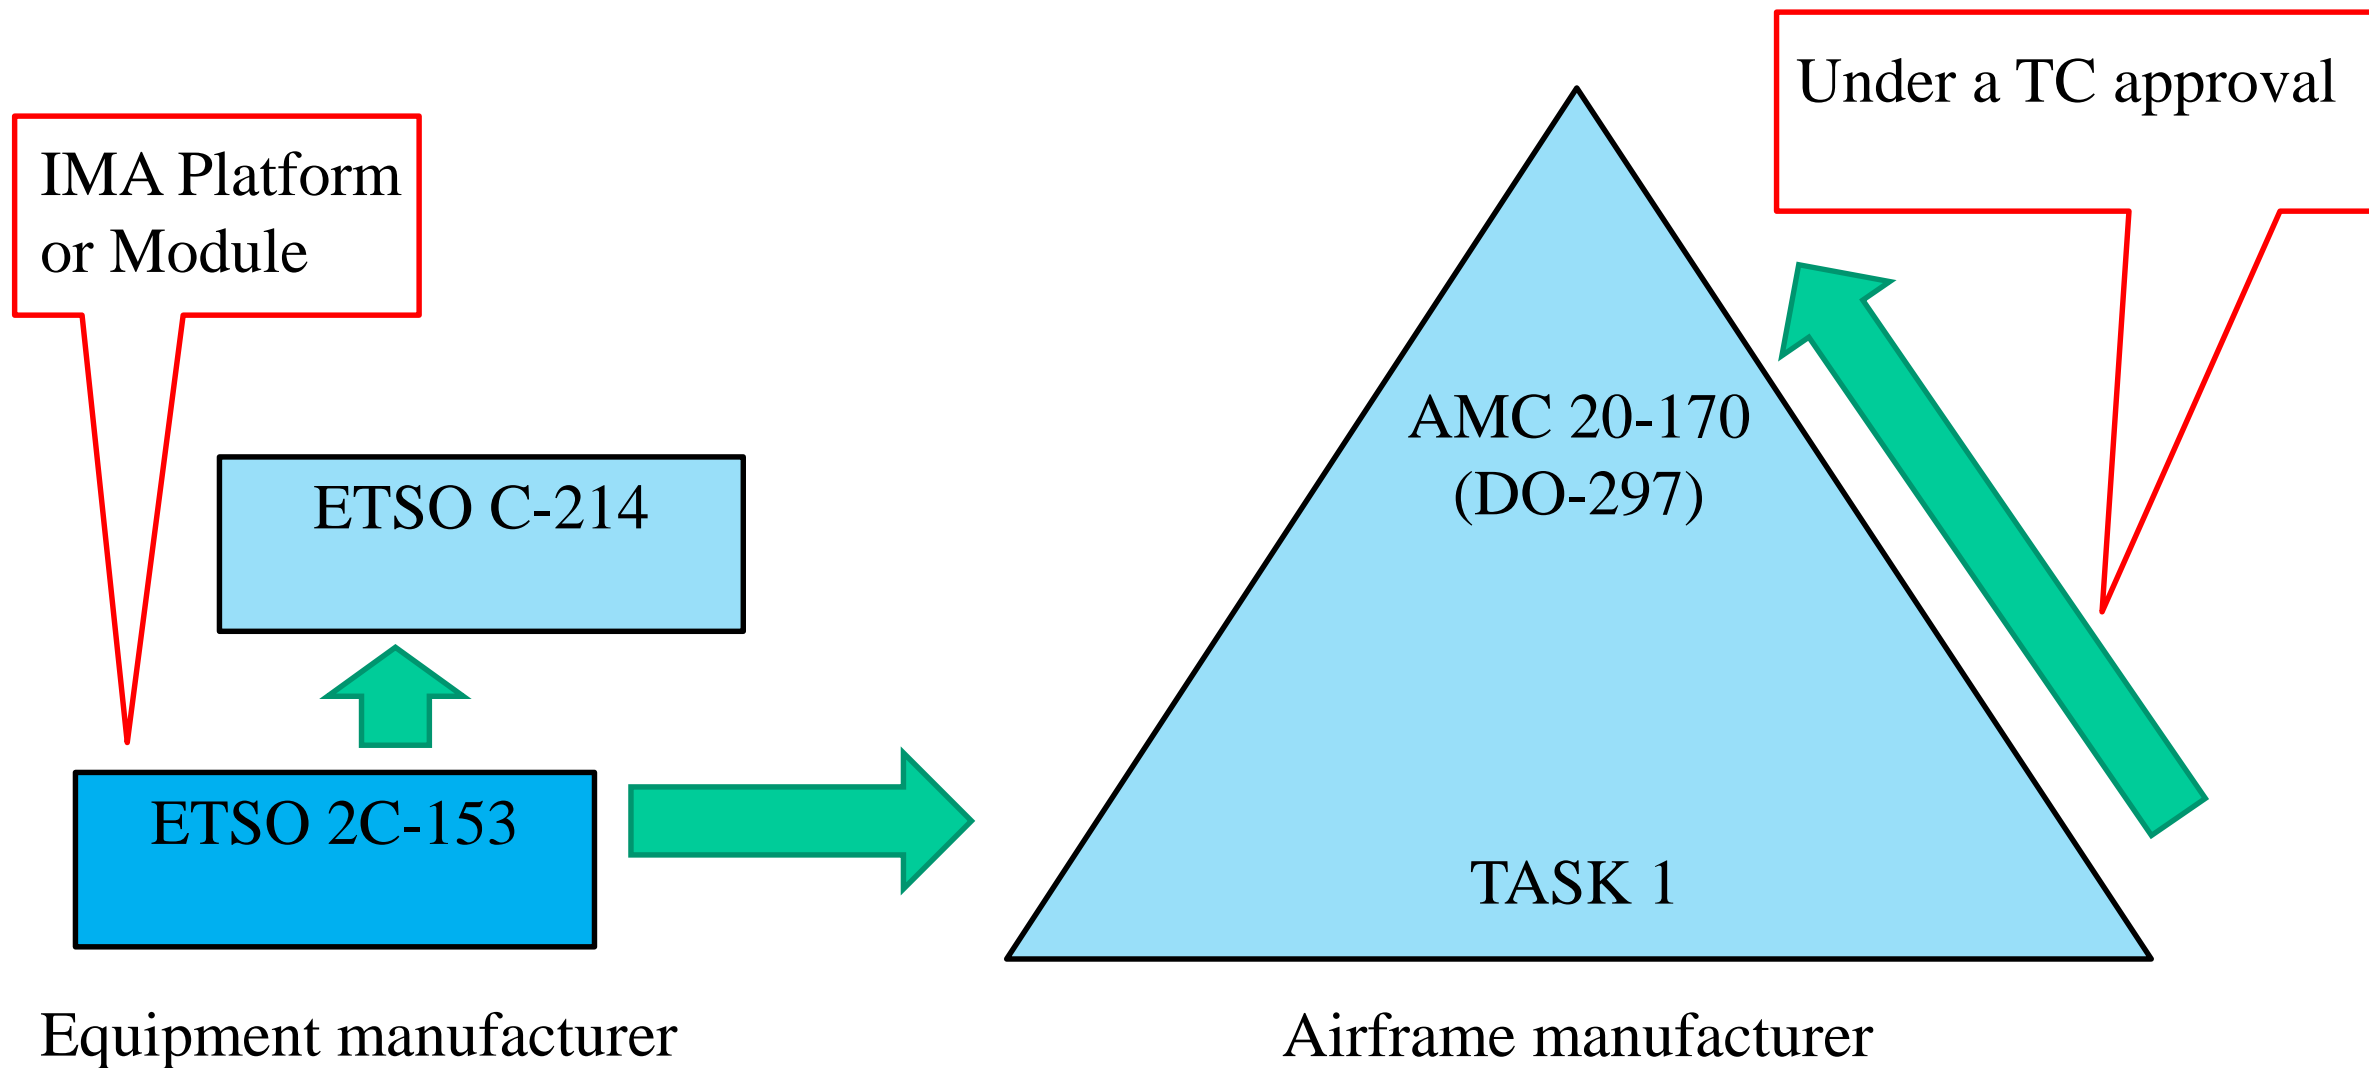 Under a TC approval
IMA Platform
or Module
AMC 20-170
(DO-297)
ETSO C-214
ETSO 2C-153
TASK 1
Equipment manufacturer
Airframe manufacturer